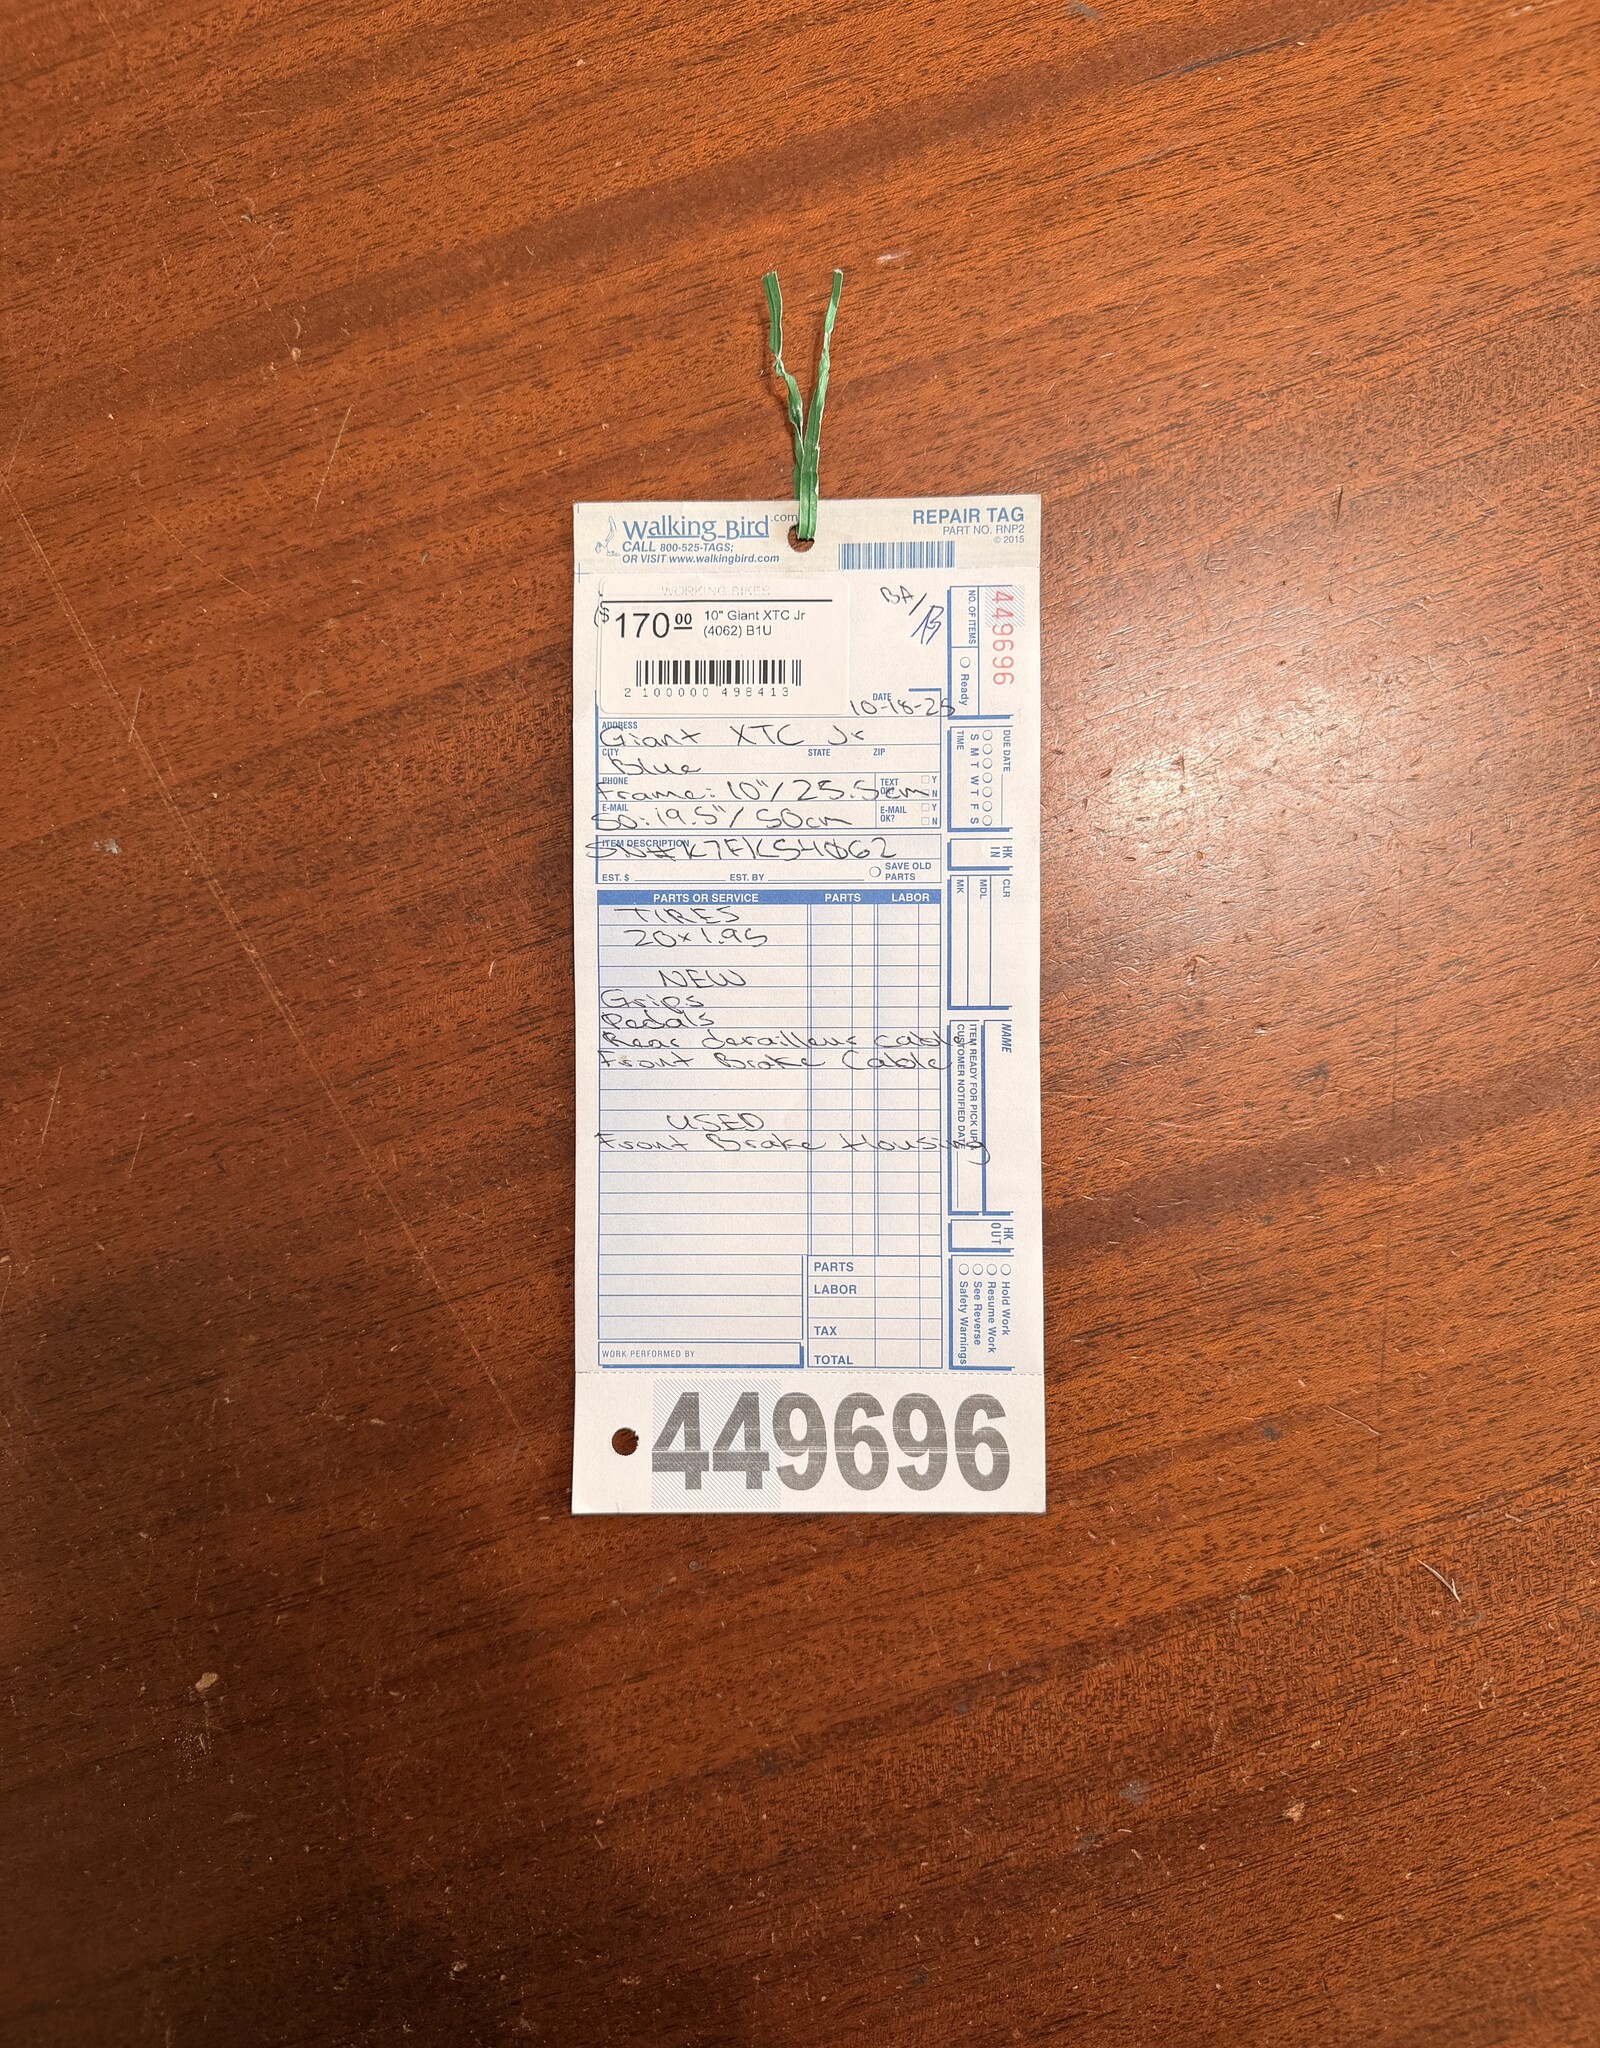 Walking Bird.com
CALL 800-525-TAGS;
OR VISIT www.walkingbird.com
REPAIR TAG
PART NO. RNP2
© 2015
WORKING BIKES
$170.00 10" Giant XTC Jr
(4062) B1U
2 100000 498413
BA/
DATE
10-18-25
ADDRESS
Giant XTC Jr
CITY STATE ZIP
Blue
PHONE
Frame: 10"/25.5cm
TEXT OK? Y N
E-MAIL
SO: 19.5"/50cm
E-MAIL OK? Y N
ITEM DESCRIPTION
SN# K7FK54062
SAVE OLD PARTS
EST. $ EST. BY
PARTS OR SERVICE PARTS LABOR
TIRES
20x1.95
NEW
Grips
Pedals
Rear derailleur cable
Front Brake Cable
USED
Front Brake Housing
PARTS
LABOR
TAX
TOTAL
WORK PERFORMED BY
449696
NO. OF ITEMS
Ready
DUE DATE
S M T W T F S
TIME
HK IN
CLR
MDL
MK
NAME
ITEM READY FOR PICK UP
CUSTOMER NOTIFIED DATE
HK OUT
Hold Work
Resume Work
See Reverse
Safety Warnings
449696